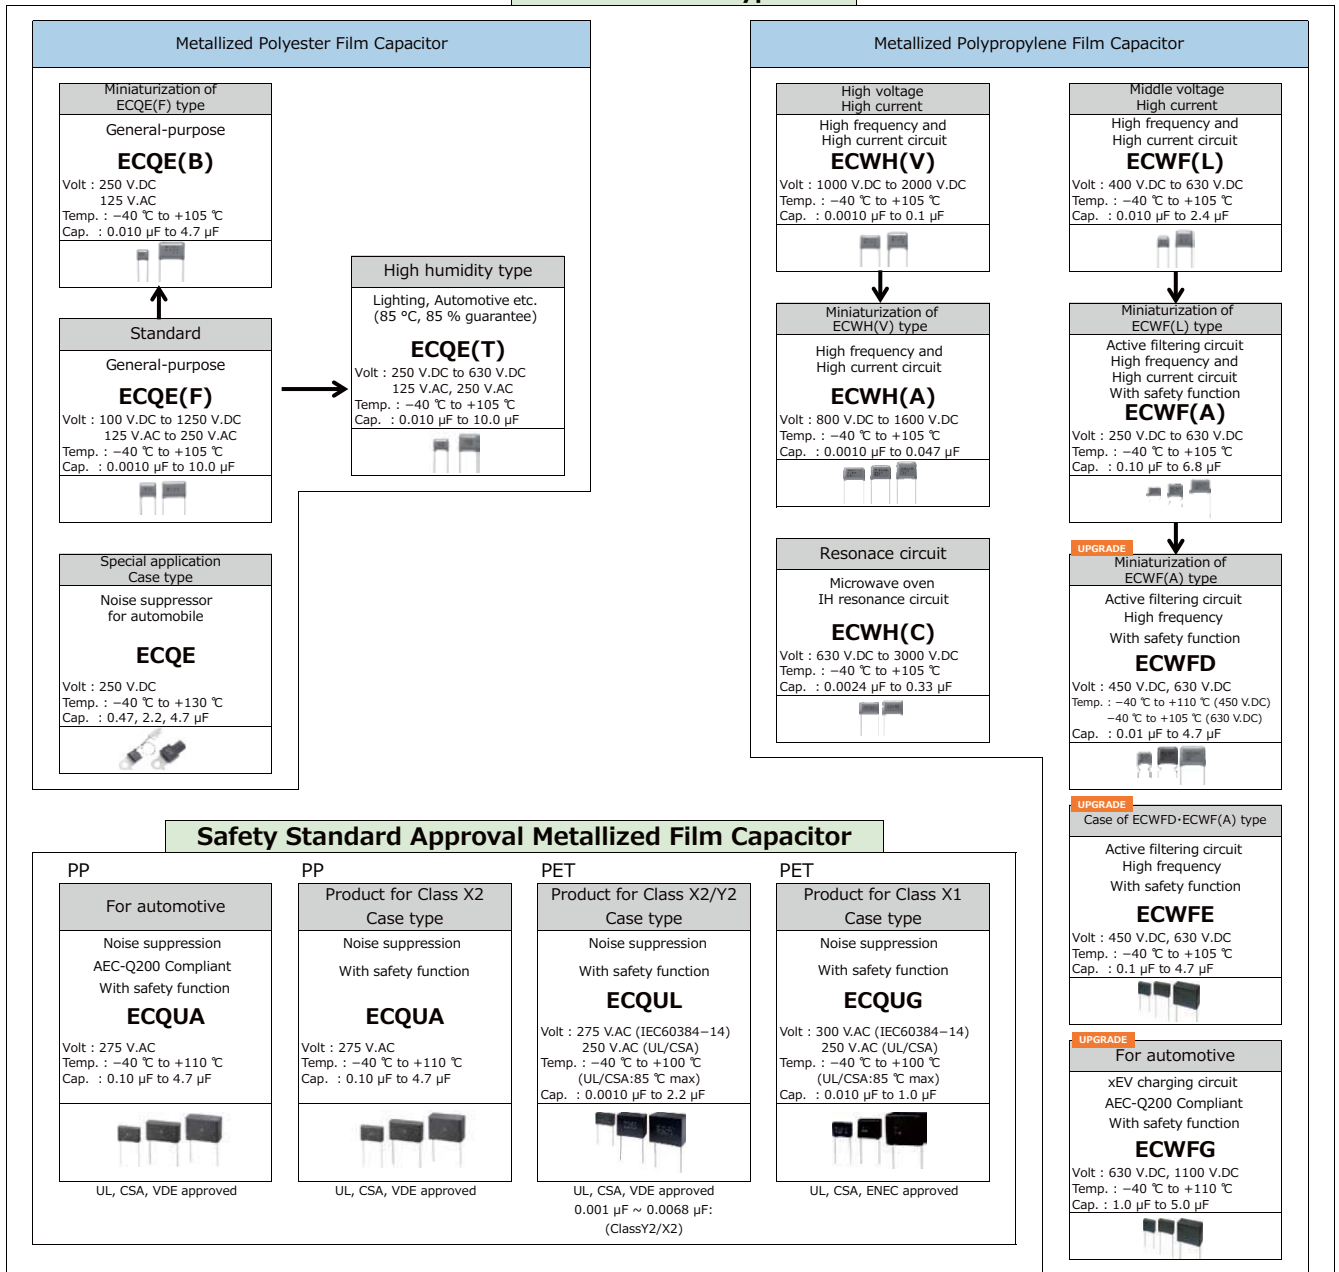 Metallized Polyester Film Capacitor
Miniaturization of
ECQE(F) type
General-purpose
ECQE(B)
Volt : 250 V.DC
125 V.AC
Temp. : −40 ℃ to +105 ℃
Cap. : 0.010 μF to 4.7 μF
Standard
General-purpose
ECQE(F)
Volt : 100 V.DC to 1250 V.DC
125 V.AC to 250 V.AC
Temp. : −40 ℃ to +105 ℃
Cap. : 0.0010 μF to 10.0 μF
High humidity type
Lighting, Automotive etc.
(85 °C, 85 % guarantee)
ECQE(T)
Volt : 250 V.DC to 630 V.DC
125 V.AC, 250 V.AC
Temp. : −40 ℃ to +105 ℃
Cap. : 0.010 μF to 10.0 μF
Special application
Case type
Noise suppressor
for automobile
ECQE
Volt : 250 V.DC
Temp. : −40 ℃ to +130 ℃
Cap. : 0.47, 2.2, 4.7 μF
Metallized Polypropylene Film Capacitor
High voltage
High current
High frequency and
High current circuit
ECWH(V)
Volt : 1000 V.DC to 2000 V.DC
Temp. : −40 ℃ to +105 ℃
Cap. : 0.0010 μF to 0.1 μF
Miniaturization of
ECWH(V) type
High frequency and
High current circuit
ECWH(A)
Volt : 800 V.DC to 1600 V.DC
Temp. : −40 ℃ to +105 ℃
Cap. : 0.0010 μF to 0.047 μF
Resonace circuit
Microwave oven
IH resonance circuit
ECWH(C)
Volt : 630 V.DC to 3000 V.DC
Temp. : −40 ℃ to +105 ℃
Cap. : 0.0024 μF to 0.33 μF
Middle voltage
High current
High frequency and
High current circuit
ECWF(L)
Volt : 400 V.DC to 630 V.DC
Temp. : −40 ℃ to +105 ℃
Cap. : 0.010 μF to 2.4 μF
Miniaturization of
ECWF(L) type
Active filtering circuit
High frequency and
High current circuit
With safety function
ECWF(A)
Volt : 250 V.DC to 630 V.DC
Temp. : −40 ℃ to +105 ℃
Cap. : 0.10 μF to 6.8 μF
UPGRADE
Miniaturization of
ECWF(A) type
Active filtering circuit
High frequency
With safety function
ECWFD
Volt : 450 V.DC, 630 V.DC
Temp. : −40 ℃ to +110 ℃ (450 V.DC)
−40 ℃ to +105 ℃ (630 V.DC)
Cap. : 0.01 μF to 4.7 μF
UPGRADE
Case of ECWFD・ECWF(A) type
Active filtering circuit
High frequency
With safety function
ECWFE
Volt : 450 V.DC, 630 V.DC
Temp. : −40 ℃ to +105 ℃
Cap. : 0.1 μF to 4.7 μF
UPGRADE
For automotive
xEV charging circuit
AEC-Q200 Compliant
With safety function
ECWFG
Volt : 630 V.DC, 1100 V.DC
Temp. : −40 ℃ to +110 ℃
Cap. : 1.0 μF to 5.0 μF
Safety Standard Approval Metallized Film Capacitor
PP
For automotive
Noise suppression
AEC-Q200 Compliant
With safety function
ECQUA
Volt : 275 V.AC
Temp. : −40 ℃ to +110 ℃
Cap. : 0.10 μF to 4.7 μF
UL, CSA, VDE approved
PP
Product for Class X2
Case type
Noise suppression
With safety function
ECQUA
Volt : 275 V.AC
Temp. : −40 ℃ to +110 ℃
Cap. : 0.10 μF to 4.7 μF
UL, CSA, VDE approved
PET
Product for Class X2/Y2
Case type
Noise suppression
With safety function
ECQUL
Volt : 275 V.AC (IEC60384−14)
250 V.AC (UL/CSA)
Temp. : −40 ℃ to +100 ℃
(UL/CSA:85 ℃ max)
Cap. : 0.0010 μF to 2.2 μF
UL, CSA, VDE approved
0.001 μF ~ 0.0068 μF:
(ClassY2/X2)
PET
Product for Class X1
Case type
Noise suppression
With safety function
ECQUG
Volt : 300 V.AC (IEC60384−14)
250 V.AC (UL/CSA)
Temp. : −40 ℃ to +100 ℃
(UL/CSA:85 ℃ max)
Cap. : 0.010 μF to 1.0 μF
UL, CSA, ENEC approved